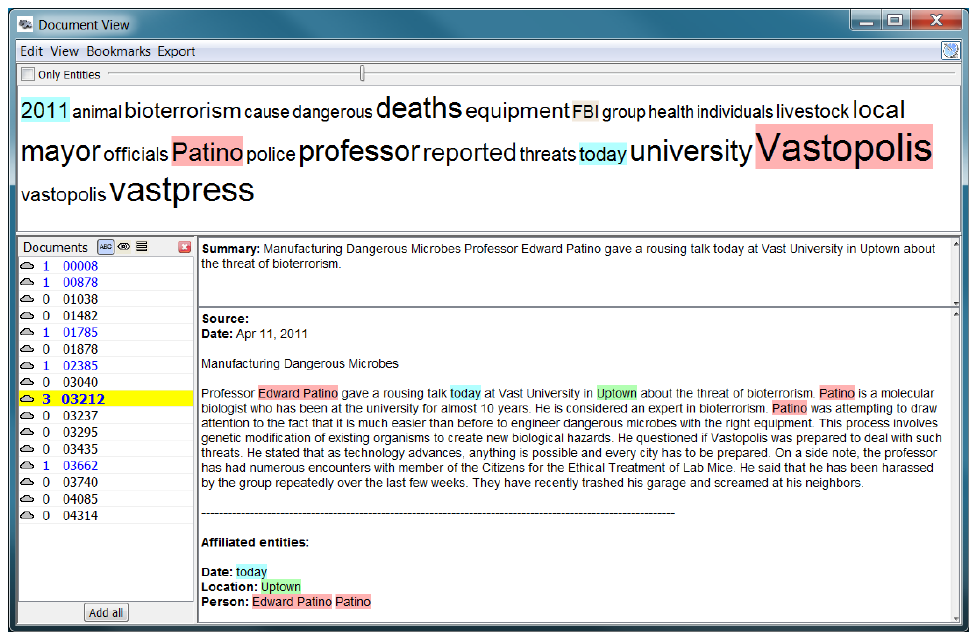 Document View
Edit View Bookmarks Export
Only Entities
2011 animal bioterrorism cause dangerous deaths equipment FBI group health individuals livestock local
mayor officials Patino police professor reported threats today university Vastopolis
vastopolis vastpress
Documents ABC
1 00008
1 00878
0 01038
0 01482
1 01785
0 01878
1 02385
0 03040
3 03212
0 03237
0 03295
0 03435
1 03662
0 03740
0 04085
0 04314
Add all
Summary: Manufacturing Dangerous Microbes Professor Edward Patino gave a rousing talk today at Vast University in Uptown about
the threat of bioterrorism.
Source:
Date: Apr 11, 2011
Manufacturing Dangerous Microbes
Professor Edward Patino gave a rousing talk today at Vast University in Uptown about the threat of bioterrorism. Patino is a molecular
biologist who has been at the university for almost 10 years. He is considered an expert in bioterrorism. Patino was attempting to draw
attention to the fact that it is much easier than before to engineer dangerous microbes with the right equipment. This process involves
genetic modification of existing organisms to create new biological hazards. He questioned if Vastopolis was prepared to deal with such
threats. He stated that as technology advances, anything is possible and every city has to be prepared. On a side note, the professor
has had numerous encounters with member of the Citizens for the Ethical Treatment of Lab Mice. He said that he has been harassed
by the group repeatedly over the last few weeks. They have recently trashed his garage and screamed at his neighbors.
Affiliated entities:
Date: today
Location: Uptown
Person: Edward Patino Patino